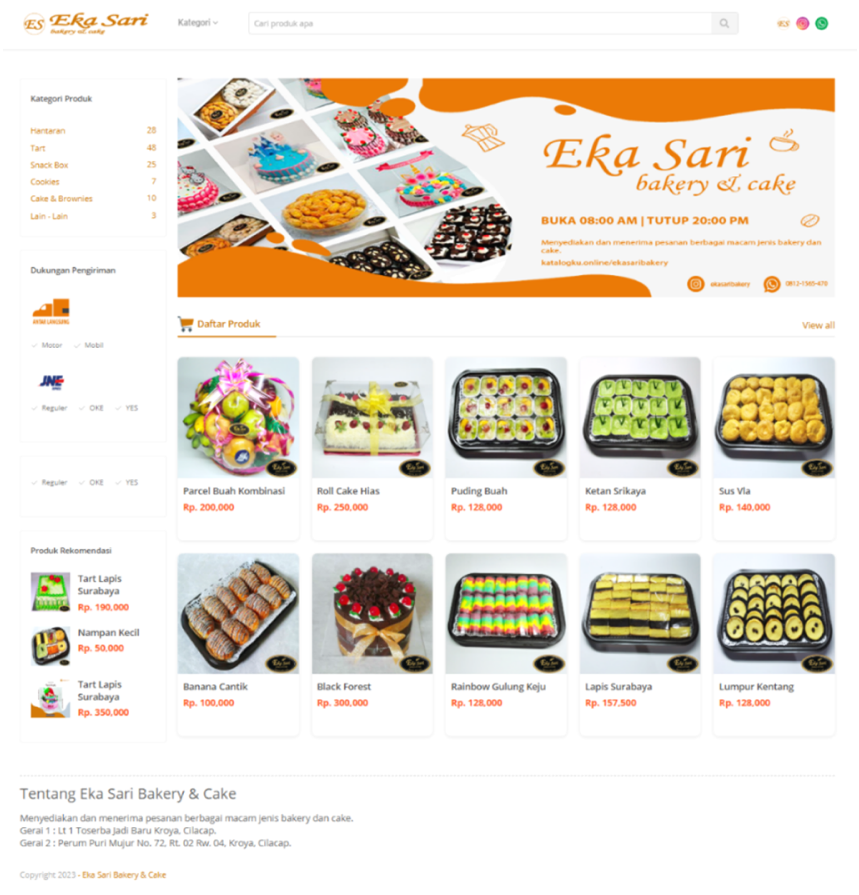 ES Eka Sari
bakery & cake
Kategori
Cari produk apa
ES
Kategori Produk
Hantaran 28
Tart 48
Snack Box 25
Cookies 7
Cake & Brownies 10
Lain - Lain 3
Dukungan Pengiriman
Motor Mobil
JNE
Reguler OKE YES
Reguler OKE YES
Produk Rekomendasi
Tart Lapis
Surabaya
Rp. 190,000
Nampan Kecil
Rp. 50,000
Tart Lapis
Surabaya
Rp. 350,000
Eka Sari
bakery & cake
BUKA 08:00 AM | TUTUP 20:00 PM
Menyediakan dan menerima pesanan berbagai macam jenis bakery dan
cake.
katalogku.online/ekasaribakery
ekasaribakery
Daftar Produk
View all
Parcel Buah Kombinasi
Rp. 200,000
Roll Cake Hias
Rp. 250,000
Puding Buah
Rp. 128,000
Ketan Srikaya
Rp. 128,000
Sus Vla
Rp. 140,000
Banana Cantik
Rp. 100,000
Black Forest
Rp. 300,000
Rainbow Gulung Keju
Rp. 128,000
Lapis Surabaya
Rp. 157,500
Lumpur Kentang
Rp. 128,000
Tentang Eka Sari Bakery & Cake
Menyediakan dan menerima pesanan berbagai macam jenis bakery dan cake.
Gerai 1 : Lt 1 Toserba Jadi Baru Kroya, Cilacap.
Gerai 2 : Perum Puri Mujur No. 72, Rt. 02 Rw. 04, Kroya, Cilacap.
Copyright 2023 - Eka Sari Bakery & Cake